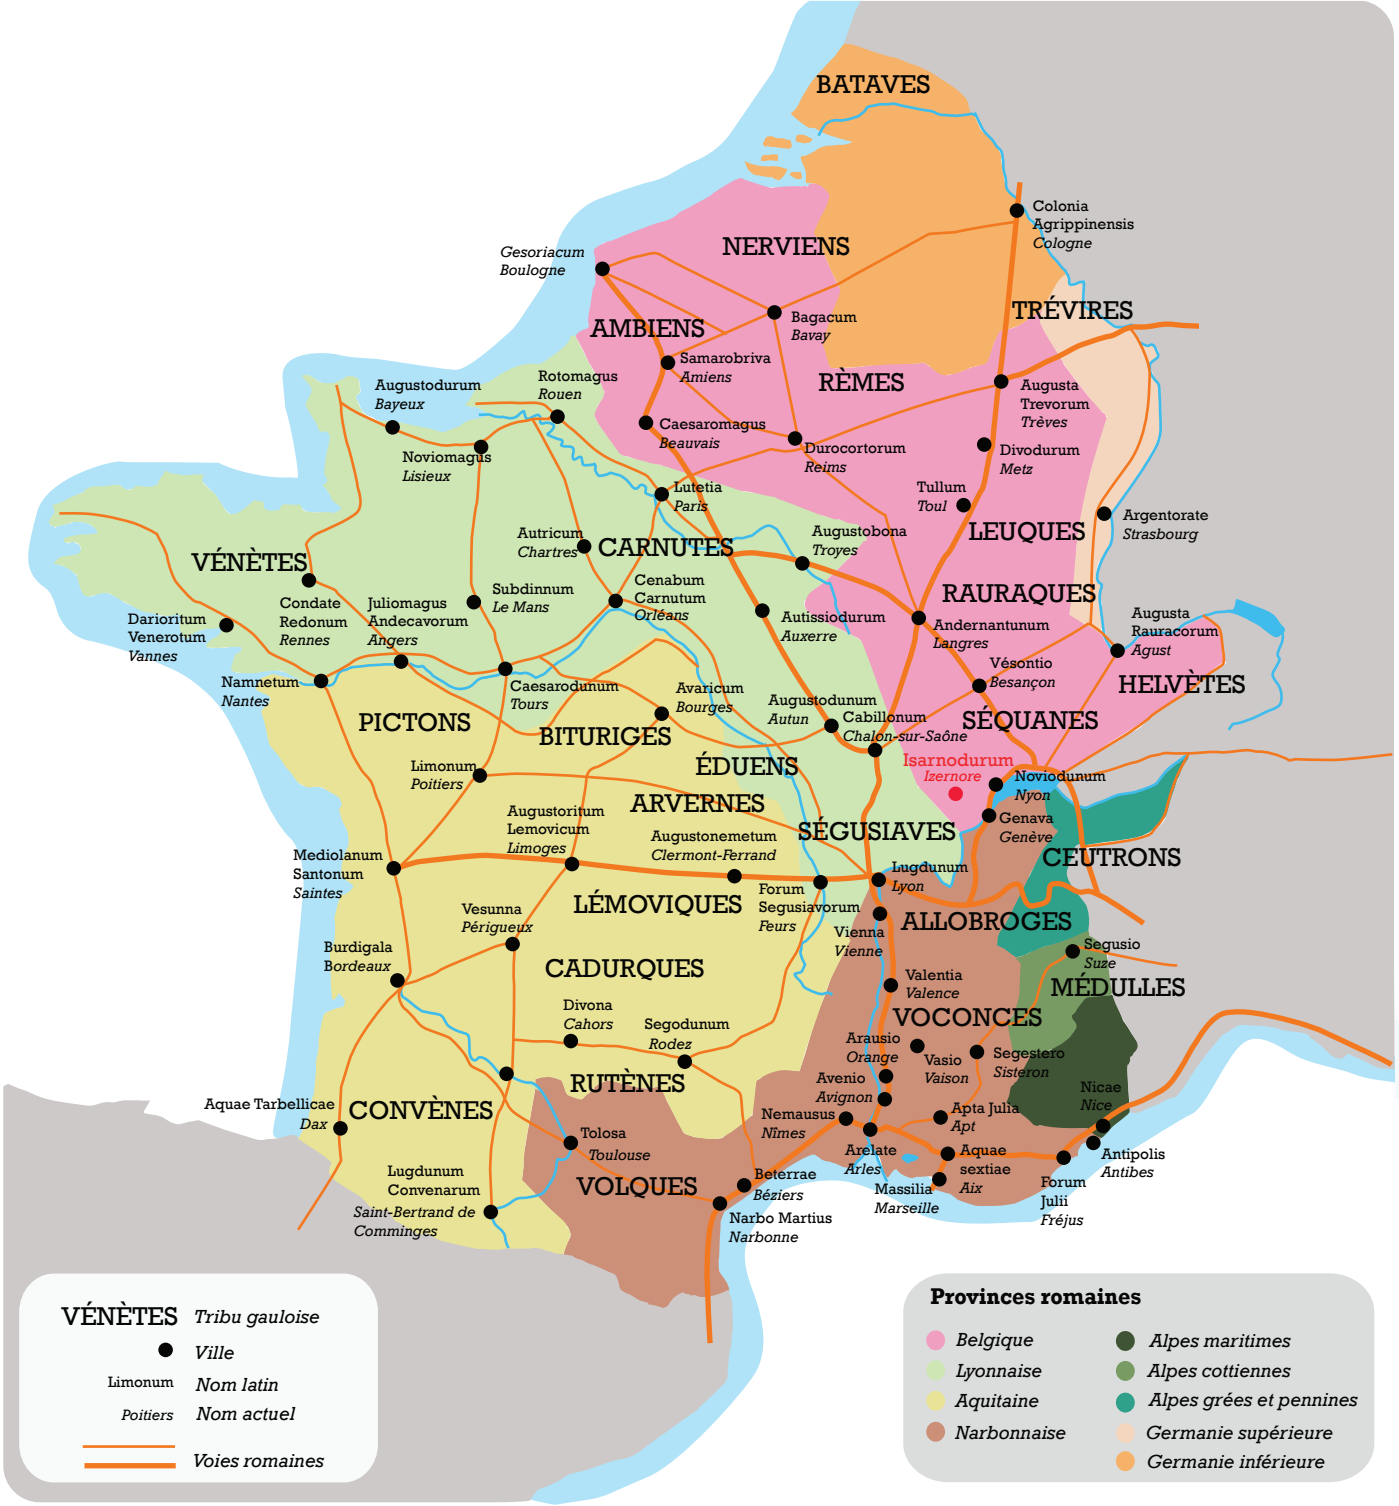 BATAVES
Colonia
Agrippinensis
Cologne
NERVIENS
Gesoriacum
Boulogne
TRÉVIRES
Bagacum
Bavay
AMBIENS
Samarobriva
Amiens
RÈMES
Rotomagus
Rouen
Augustodurum
Bayeux
Augusta
Trevorum
Trèves
Caesaromagus
Beauvais
Durocortorum
Reims
Divodurum
Metz
Noviomagus
Lisieux
Lutetia
Paris
Tullum
Toul
Argentorate
Strasbourg
Augustobona
Troyes
LEUQUES
Autricum
Chartres
CARNUTES
VÉNÈTES
Subdinnum
Le Mans
Cenabum
Carnutum
Orléans
RAURAQUES
Condate
Redonum
Rennes
Juliomagus
Andecavorum
Angers
Darioritum
Venerotum
Vannes
Autissiodurum
Auxerre
Andernantunum
Langres
Augusta
Rauracorum
Agust
Vésontio
Besançon
HELVÈTES
Namnetum
Nantes
Caesarodunum
Tours
Avaricum
Bourges
Augustodunum
Autun
Cabillonum
Chalon-sur-Saône
SÉQUANES
PICTONS
BITURIGES
ÉDUENS
Isarnodurum
Izernore
Noviodunum
Nyon
Limonum
Poitiers
ARVERNES
Augustoritum
Lemovicum
Limoges
Augustonemetum
Clermont-Ferrand
SÉGUSIAVES
Genava
Genève
CEUTRONS
Mediolanum
Santonum
Saintes
Lugdunum
Lyon
Forum
Segusiavorum
Feurs
LÉMOVIQUES
Vesunna
Périgueux
ALLOBROGES
Vienna
Vienne
Segusio
Suze
Burdigala
Bordeaux
CADURQUES
Valentia
Valence
MÉDULLES
Divona
Cahors
Segodunum
Rodez
VOCONCES
Arausio
Orange
Vasio
Vaison
Segestero
Sisteron
RUTÈNES
Avenio
Avignon
Nicae
Nice
Aquae Tarbellicae
Dax
CONVÈNES
Nemausus
Nîmes
Apta Julia
Apt
Tolosa
Toulouse
Arelate
Arles
Aquae
sextiae
Aix
Antipolis
Antibes
Lugdunum
Convenarum
Saint-Bertrand de
Comminges
VOLQUES
Beterrae
Béziers
Massilia
Marseille
Forum
Julii
Fréjus
Narbo Martius
Narbonne
VÉNÈTES Tribu gauloise
Ville
Limonum Nom latin
Poitiers Nom actuel
Voies romaines
Provinces romaines
Belgique
Lyonnaise
Aquitaine
Narbonnaise
Alpes maritimes
Alpes cottiennes
Alpes grées et pennines
Germanie supérieure
Germanie inférieure